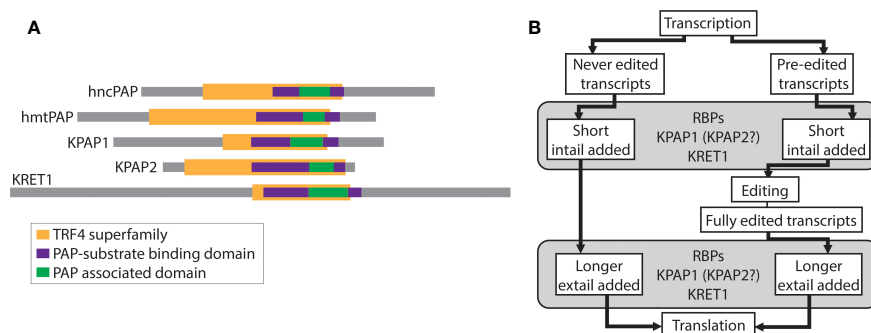 A
hncPAP
hmtPAP
KPAP1
KPAP2
KRET1
TRF4 superfamily
PAP-substrate binding domain
PAP associated domain
B
Transcription
Never edited
transcripts
Pre-edited
transcripts
RBPs
KPAP1 (KPAP2?)
KRET1
Short
intail added
Short
intail added
Editing
Fully edited transcripts
RBPs
KPAP1 (KPAP2?)
KRET1
Longer
extail added
Longer
extail added
Translation